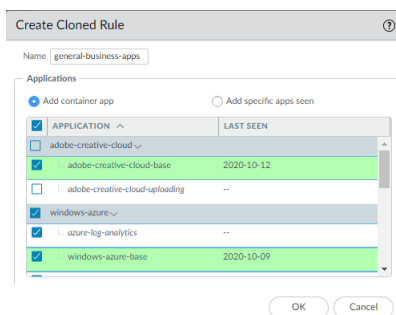 Create Cloned Rule ?
Name general-business-apps
Applications
Add container app Add specific apps seen
APPLICATION LAST SEEN
adobe-creative-cloud
adobe-creative-cloud-base 2020-10-12
adobe-creative-cloud-uploading --
windows-azure
azure-log-analytics --
windows-azure-base 2020-10-09
OK Cancel